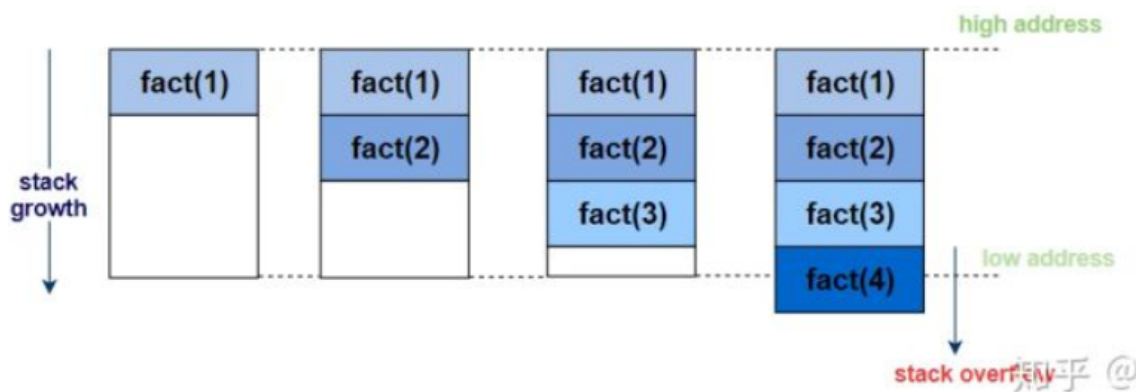 high address
fact(1)
fact(1)
fact(1)
fact(1)
fact(2)
fact(2)
fact(2)
stack
growth
fact(3)
fact(3)
low address
fact(4)
stack overflow
知乎 @